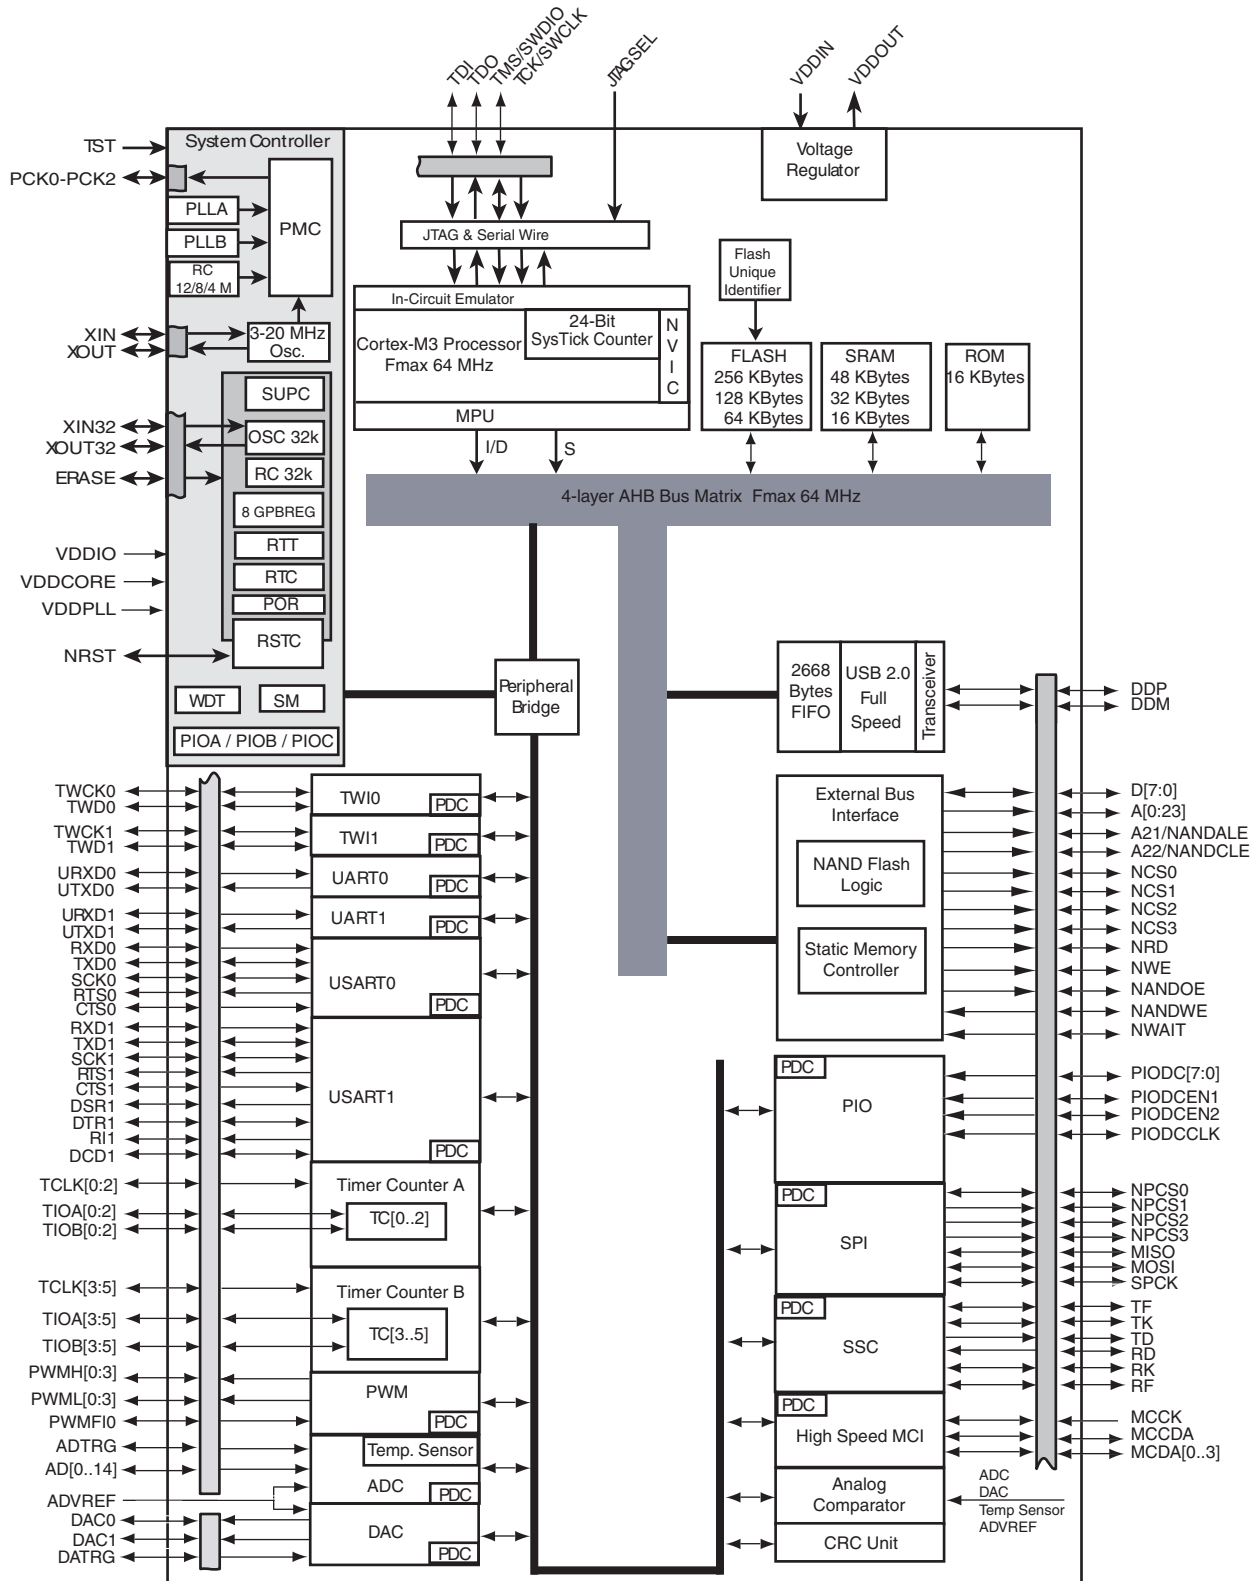 TDI
TDO
TMS/SWDIO
TCK/SWCLK
JTAGSEL
VDDIN
VDDOUT
TST
PCK0-PCK2
System Controller
PLLA
PLLB
RC
12/8/4 M
PMC
XIN
XOUT
3-20 MHz
Osc.
SUPC
XIN32
XOUT32
OSC 32k
ERASE
RC 32k
8 GPBREG
RTT
VDDIO
RTC
VDDCORE
POR
VDDPLL
RSTC
NRST
WDT
SM
PIOA / PIOB / PIOC
Voltage
Regulator
JTAG & Serial Wire
In-Circuit Emulator
Cortex-M3 Processor
Fmax 64 MHz
24-Bit
SysTick Counter
N
V
I
C
MPU
I/D
S
Flash
Unique
Identifier
FLASH
256 KBytes
128 KBytes
64 KBytes
SRAM
48 KBytes
32 KBytes
16 KBytes
ROM
16 KBytes
4-layer AHB Bus Matrix Fmax 64 MHz
Peripheral
Bridge
2668
Bytes
FIFO
USB 2.0
Full
Speed
Transceiver
DDP
DDM
TWCK0
TWD0
TWI0
PDC
TWCK1
TWD1
TWI1
PDC
URXD0
UTXD0
UART0
PDC
URXD1
UTXD1
UART1
PDC
RXD0
TXD0
SCK0
RTS0
CTS0
USART0
PDC
RXD1
TXD1
SCK1
RTS1
CTS1
DSR1
DTR1
RI1
DCD1
USART1
PDC
TCLK[0:2]
TIOA[0:2]
TIOB[0:2]
Timer Counter A
TC[0..2]
TCLK[3:5]
TIOA[3:5]
TIOB[3:5]
Timer Counter B
TC[3..5]
PWMH[0:3]
PWML[0:3]
PWMFI0
PWM
PDC
ADTRG
AD[0..14]
ADVREF
Temp. Sensor
ADC
PDC
DAC0
DAC1
DATRG
DAC
PDC
External Bus
Interface
NAND Flash
Logic
Static Memory
Controller
D[7:0]
A[0:23]
A21/NANDALE
A22/NANDCLE
NCS0
NCS1
NCS2
NCS3
NRD
NWE
NANDOE
NANDWE
NWAIT
PDC
PIO
PIODC[7:0]
PIODCEN1
PIODCEN2
PIODCCLK
PDC
SPI
NPCS0
NPCS1
NPCS2
NPCS3
MISO
MOSI
SPCK
PDC
SSC
TF
TK
TD
RD
RK
RF
PDC
High Speed MCI
MCCK
MCCDA
MCDA[0..3]
Analog
Comparator
ADC
DAC
Temp Sensor
ADVREF
CRC Unit